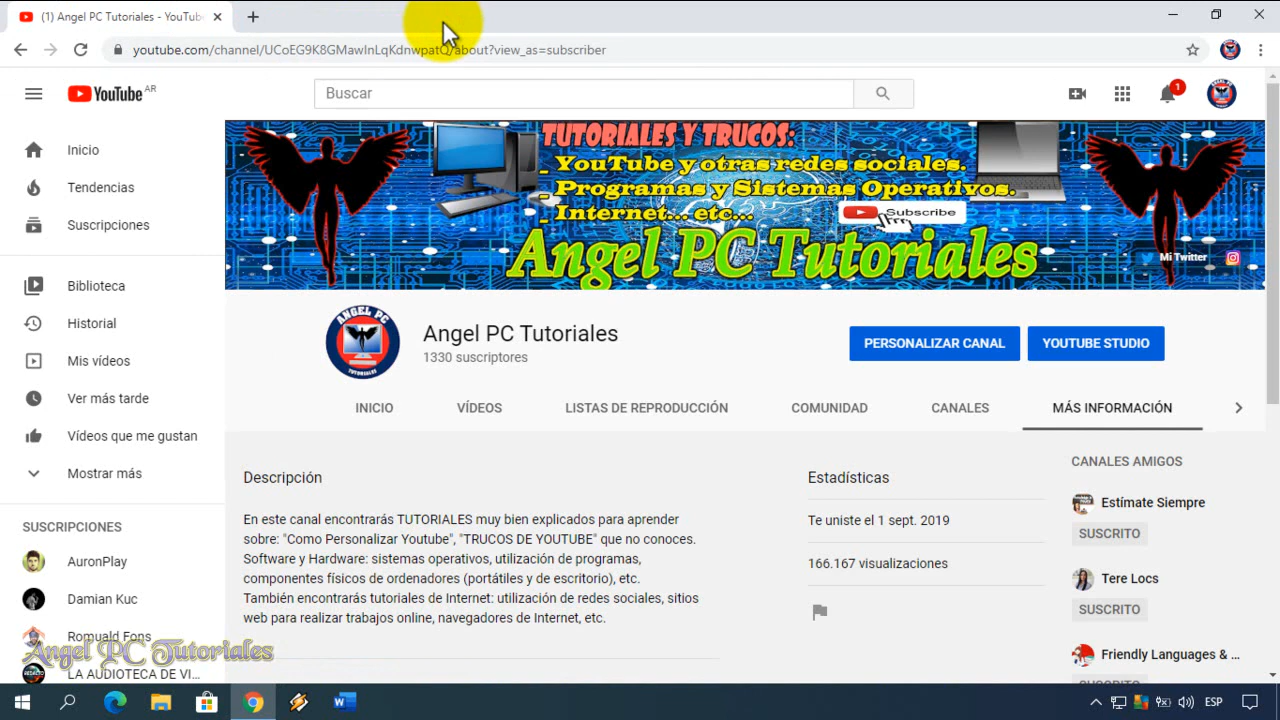 (1) Angel PC Tutoriales - YouTub
youtube.com/channel/UCoEG9K8GMawInLqKdnwpatQ/about?view_as=subscriber
YouTube AR
Buscar
1
Inicio
Tendencias
Suscripciones
Biblioteca
Historial
Mis vídeos
Ver más tarde
Vídeos que me gustan
Mostrar más
SUSCRIPCIONES
AuronPlay
Damian Kuc
Romuald Fons
LA AUDIOTECA DE VI...
TUTORIALES Y TRUCOS:
_ YouTube y otras redes sociales.
_ Programas y Sistemas Operativos.
_ Internet... etc...
Subscribe
Angel PC Tutoriales
Mi Twitter
ANGEL PC
TUTORIALES
Angel PC Tutoriales
1330 suscriptores
PERSONALIZAR CANAL
YOUTUBE STUDIO
INICIO
VÍDEOS
LISTAS DE REPRODUCCIÓN
COMUNIDAD
CANALES
MÁS INFORMACIÓN
Descripción
En este canal encontrarás TUTORIALES muy bien explicados para aprender
sobre: "Como Personalizar Youtube", "TRUCOS DE YOUTUBE" que no conoces.
Software y Hardware: sistemas operativos, utilización de programas,
componentes físicos de ordenadores (portátiles y de escritorio), etc.
También encontrarás tutoriales de Internet: utilización de redes sociales, sitios
web para realizar trabajos online, navegadores de Internet, etc.
Estadísticas
Te uniste el 1 sept. 2019
166.167 visualizaciones
CANALES AMIGOS
Estímate Siempre
SUSCRITO
Tere Locs
SUSCRITO
Friendly Languages & ...
SUSCRITO
Angel PC Tutoriales
ESP